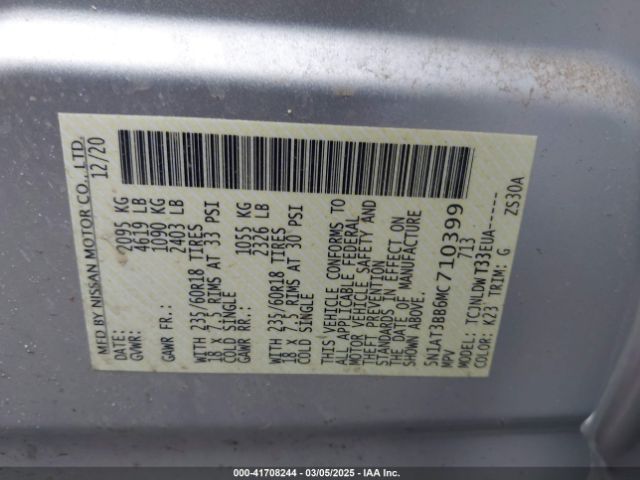 MFD BY NISSAN MOTOR CO., LTD.
12/20
DATE: 2095 KG
GVWR: 4619 LB
GAWR FR.: 1090 KG
2403 LB
WITH 235/60R18 TIRES
18 X 7.5 RIMS AT 33 PSI
COLD SINGLE
GAWR RR.: 1055 KG
2326 LB
WITH 235/60R18 TIRES
18 X 7.5 RIMS AT 30 PSI
COLD SINGLE
THIS VEHICLE CONFORMS TO
ALL APPLICABLE FEDERAL
MOTOR VEHICLE SAFETY AND
THEFT PREVENTION
STANDARDS IN EFFECT ON
THE DATE OF MANUFACTURE
SHOWN ABOVE.
5N1AT3BB6MC710399
MPV 713
MODEL: TCJNLDWT33EUA-----
COLOR: K23 TRIM: G ZS30A
000-41708244 - 03/05/2025 - IAA Inc.